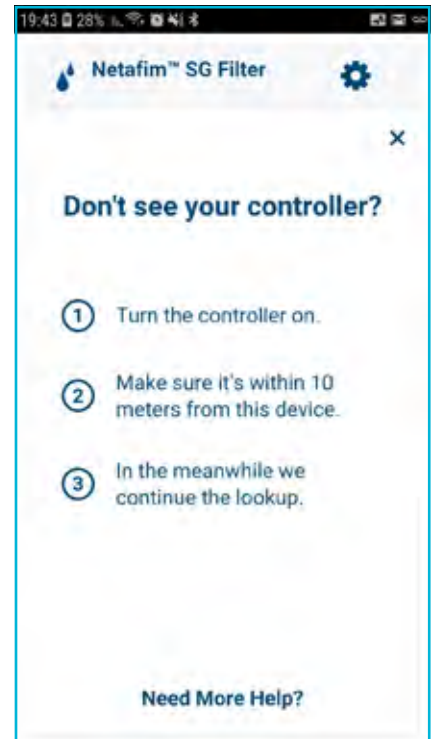 19:43 28%
Netafim™ SG Filter
×
Don't see your controller?
1 Turn the controller on.
2 Make sure it's within 10
meters from this device.
3 In the meanwhile we
continue the lookup.
Need More Help?